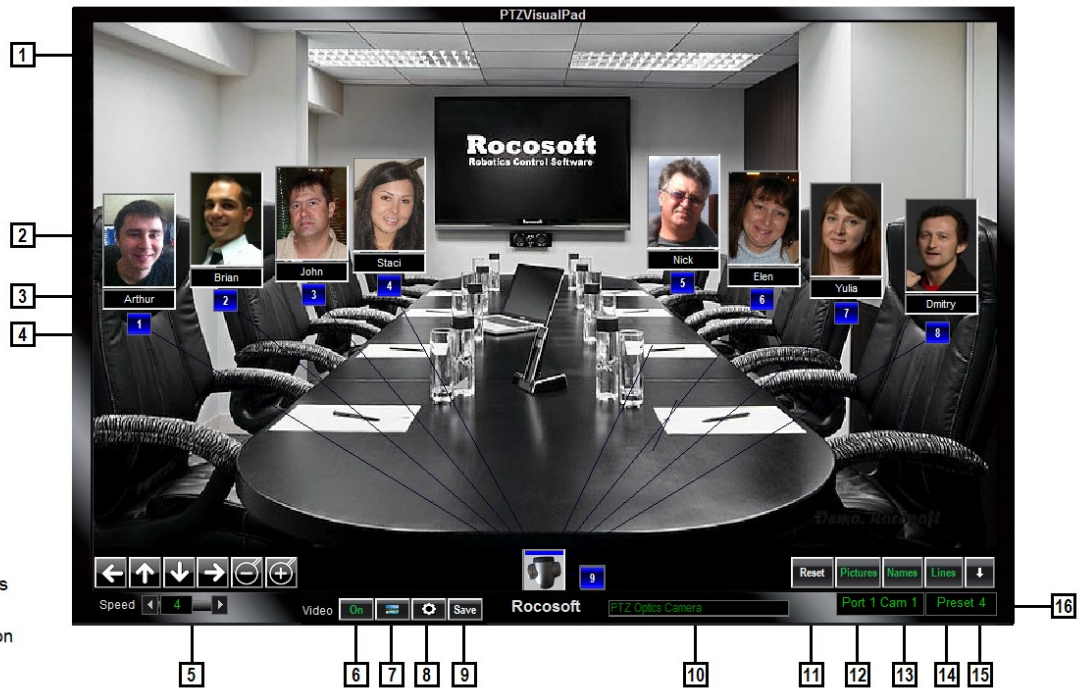 PTZVisualPad
1
Rocosoft
Robotics Control Software
Rocosoft
2
3
4
Arthur
Brian
John
Staci
Nick
Elen
Yulia
Dmitry
1
2
3
4
5
6
7
8
Demo. Rocosoft
9
Reset
Pictures
Names
Lines
s
Speed
4
Video
On
Save
Rocosoft
PTZ Optics Camera
Port 1 Cam 1
Preset 4
16
on
5
6
7
8
9
10
11
12
13
14
15